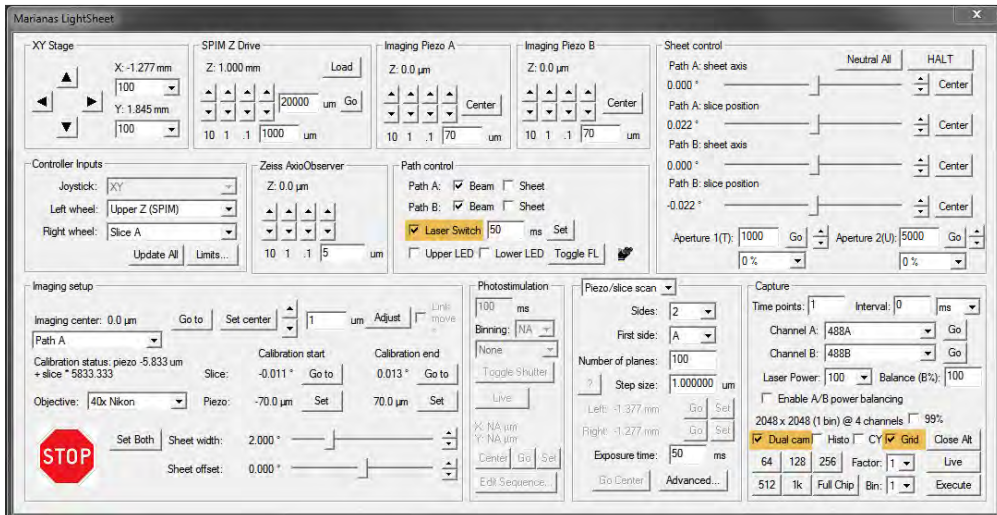 Marianas LightSheet
X
XY Stage
X: -1.277 mm
100
Y: 1.845 mm
100
SPIM Z Drive
Z: 1.000 mm
Load
20000 um Go
10 1 .1 1000 um
Imaging Piezo A
Z: 0.0 µm
Center
10 1 .1 70 um
Imaging Piezo B
Z: 0.0 µm
Center
10 1 .1 70 um
Sheet control
Neutral All HALT
Path A: sheet axis
0.000 ° Center
Path A: slice position
0.022 ° Center
Path B: sheet axis
0.000 ° Center
Path B: slice position
-0.022 ° Center
Aperture 1(T): 1000 Go Aperture 2(U): 5000 Go
0 % 0 %
Controller Inputs
Joystick: XY
Left wheel: Upper Z (SPIM)
Right wheel: Slice A
Update All Limits...
Zeiss AxioObserver
Z: 0.0 µm
10 1 .1 5 um
Path control
Path A: Beam Sheet
Path B: Beam Sheet
Laser Switch 50 ms Set
Upper LED Lower LED Toggle FL
Imaging setup
Imaging center: 0.0 µm Go to Set center 1 um Adjust Link move
Path A
Calibration status: piezo -5.833 um
+ slice * 5833.333
Calibration start Calibration end
Slice: -0.011 ° Go to 0.013 ° Go to
Objective: 40x Nikon Piezo: -70.0 µm Set 70.0 µm Set
STOP
Set Both Sheet width: 2.000 °
Sheet offset: 0.000 °
Photostimulation
100 ms
Binning: NA
None
Toggle Shutter
Live
X: NA µm
Y: NA µm
Center Go Set
Edit Sequence...
Piezo/slice scan
Sides: 2
First side: A
Number of planes: 100
? Step size: 1.000000 um
Left: -1.377 mm Go Set
Right: -1.277 mm Go Set
Exposure time: 50 ms
Go Center Advanced...
Capture
Time points: 1 Interval: 0 ms
Channel A: 488A Go
Channel B: 488B Go
Laser Power: 100 Balance (B%): 100
Enable A/B power balancing
2048 x 2048 (1 bin) @ 4 channels 99%
Dual cam Histo CY Grid Close Alt
64 128 256 Factor: 1 Live
512 1k Full Chip Bin: 1 Execute